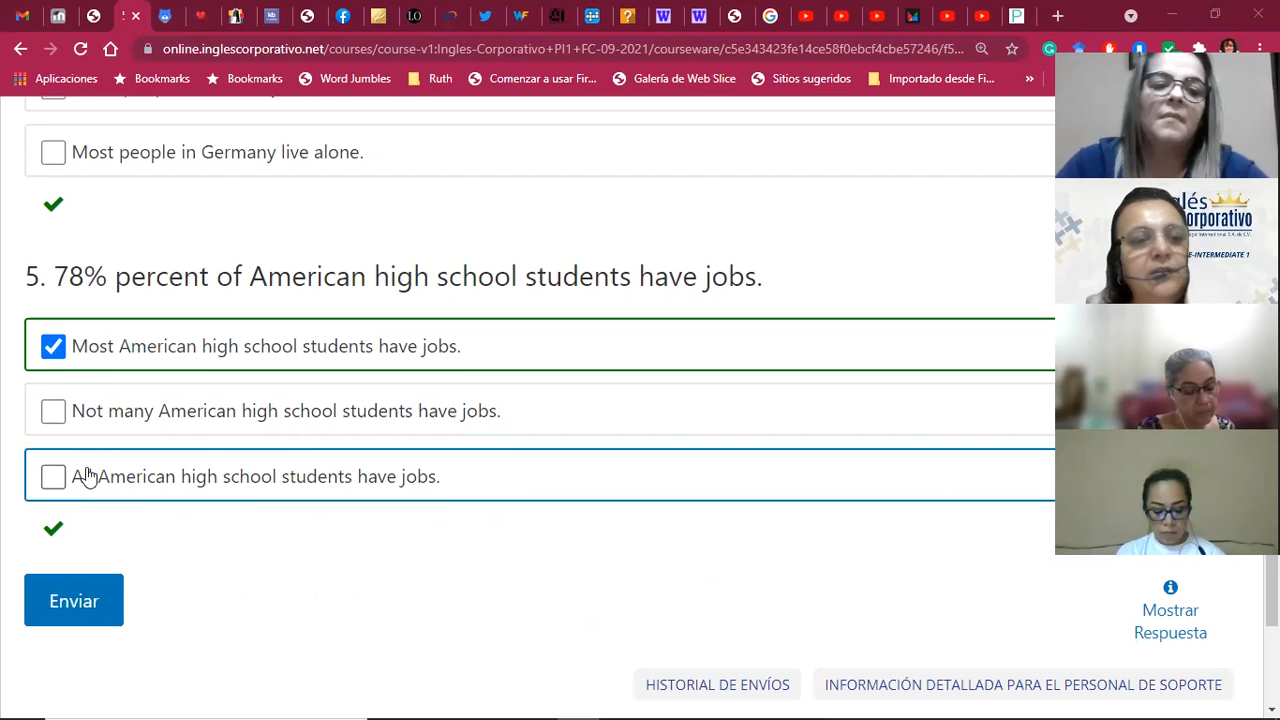 online.inglescorporativo.net/courses/course-v1:Ingles-Corporativo+PI1+FC-09-2021/courseware/c5e343423fe14ce58f0ebcf4cbe57246/f5...
Aplicaciones
Bookmarks
Bookmarks
Word Jumbles
Ruth
Comenzar a usar Fir...
Galería de Web Slice
Sitios sugeridos
Importado desde Fi...
»
Most people in Germany live alone.
glés
orporativo
E-INTERMEDIATE 1
5. 78% percent of American high school students have jobs.
Most American high school students have jobs.
Not many American high school students have jobs.
American high school students have jobs.
Enviar
Mostrar
Respuesta
HISTORIAL DE ENVÍOS
INFORMACIÓN DETALLADA PARA EL PERSONAL DE SOPORTE